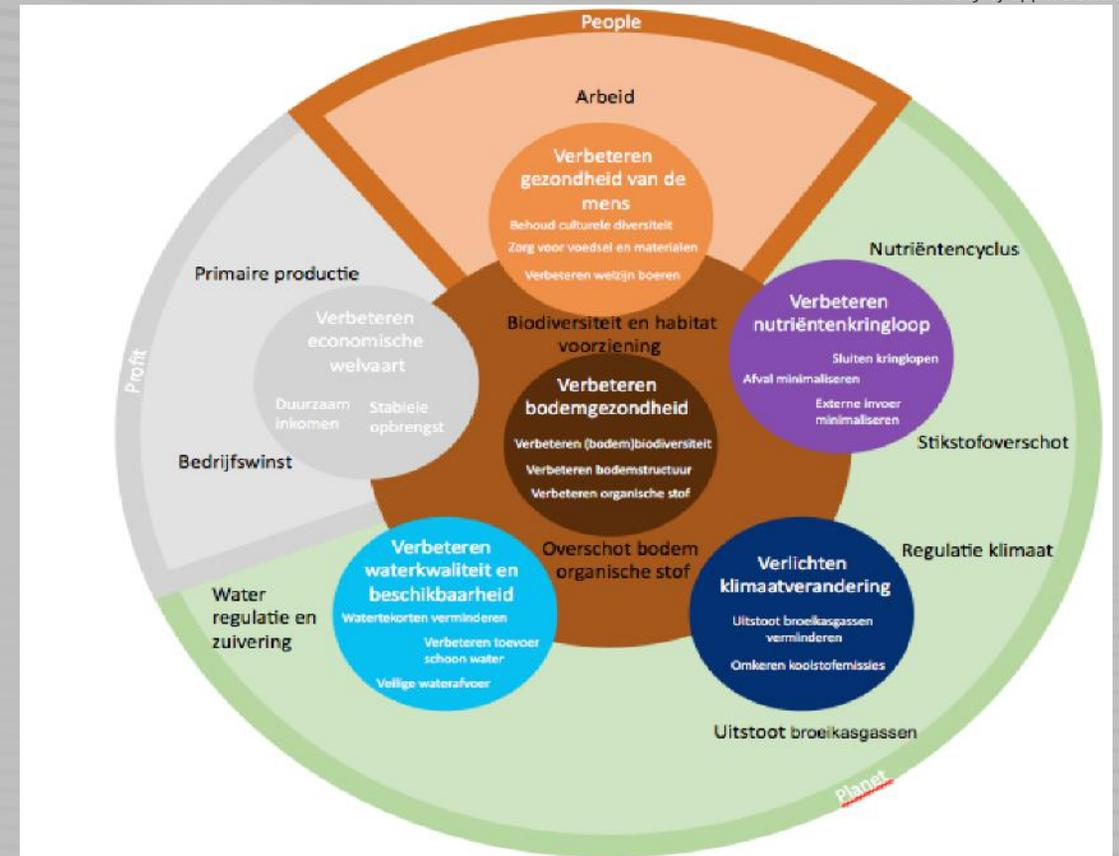 People
Arbeid
Verbeteren
gezondheid van de
mens
Behoud culturele diversiteit
Zorg voor voedsel en materialen
Verbeteren welzijn boeren
Profit
Primaire productie
Verbeteren
economische
welvaart
Duurzaam
inkomen
Stabiele
opbrengst
Bedrijfswinst
Biodiversiteit en habitat
voorziening
Verbeteren
bodemgezondheid
Verbeteren (bodem)biodiversiteit
Verbeteren bodemstructuur
Verbeteren organische stof
Overschot bodem
organische stof
Nutriëntencyclus
Verbeteren
nutriëntenkringloop
Sluiten kringlopen
Afval minimaliseren
Externe invoer
minimaliseren
Stikstofoverschot
Regulatie klimaat
Verlichten
klimaatverandering
Uitstoot broeikasgassen
verminderen
Omkeren koolstofemissies
Uitstoot broeikasgassen
Water
regulatie en
zuivering
Verbeteren
waterkwaliteit en
beschikbaarheid
Watertekorten verminderen
Verbeteren toevoer
schoon water
Veilige waterafvoer
Planet